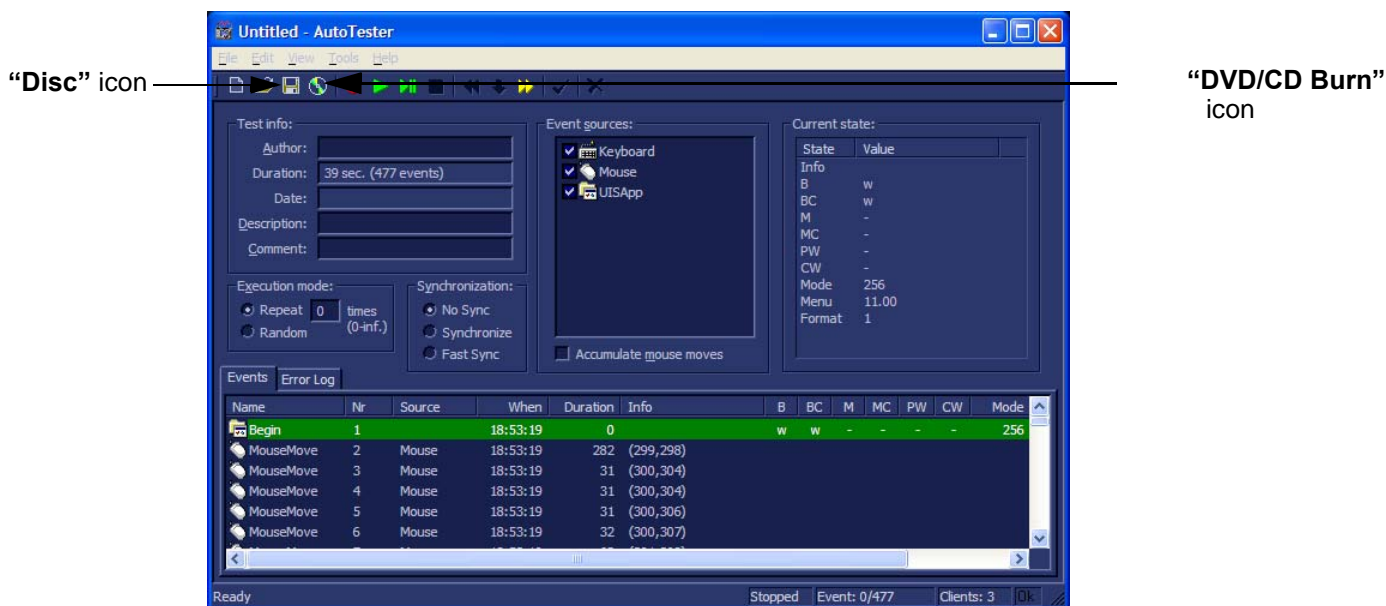 Untitled - AutoTester
File Edit View Tools Help
“Disc” icon
“DVD/CD Burn”
icon
Test info:
Author:
Duration: 39 sec. (477 events)
Date:
Description:
Comment:
Event sources:
Keyboard
Mouse
UISApp
Accumulate mouse moves
Current state:
State Value
Info
B w
BC w
M -
MC -
PW -
CW -
Mode 256
Menu 11.00
Format 1
Execution mode:
Repeat 0 times
(0-inf.)
Random
Synchronization:
No Sync
Synchronize
Fast Sync
Events Error Log
Name Nr Source When Duration Info B BC M MC PW CW Mode
Begin 1 18:53:19 0 w w - - - - 256
MouseMove 2 Mouse 18:53:19 282 (299,298)
MouseMove 3 Mouse 18:53:19 31 (300,304)
MouseMove 4 Mouse 18:53:19 31 (300,304)
MouseMove 5 Mouse 18:53:19 31 (300,306)
MouseMove 6 Mouse 18:53:19 32 (300,307)
Ready Stopped Event: 0/477 Clients: 3 Ok